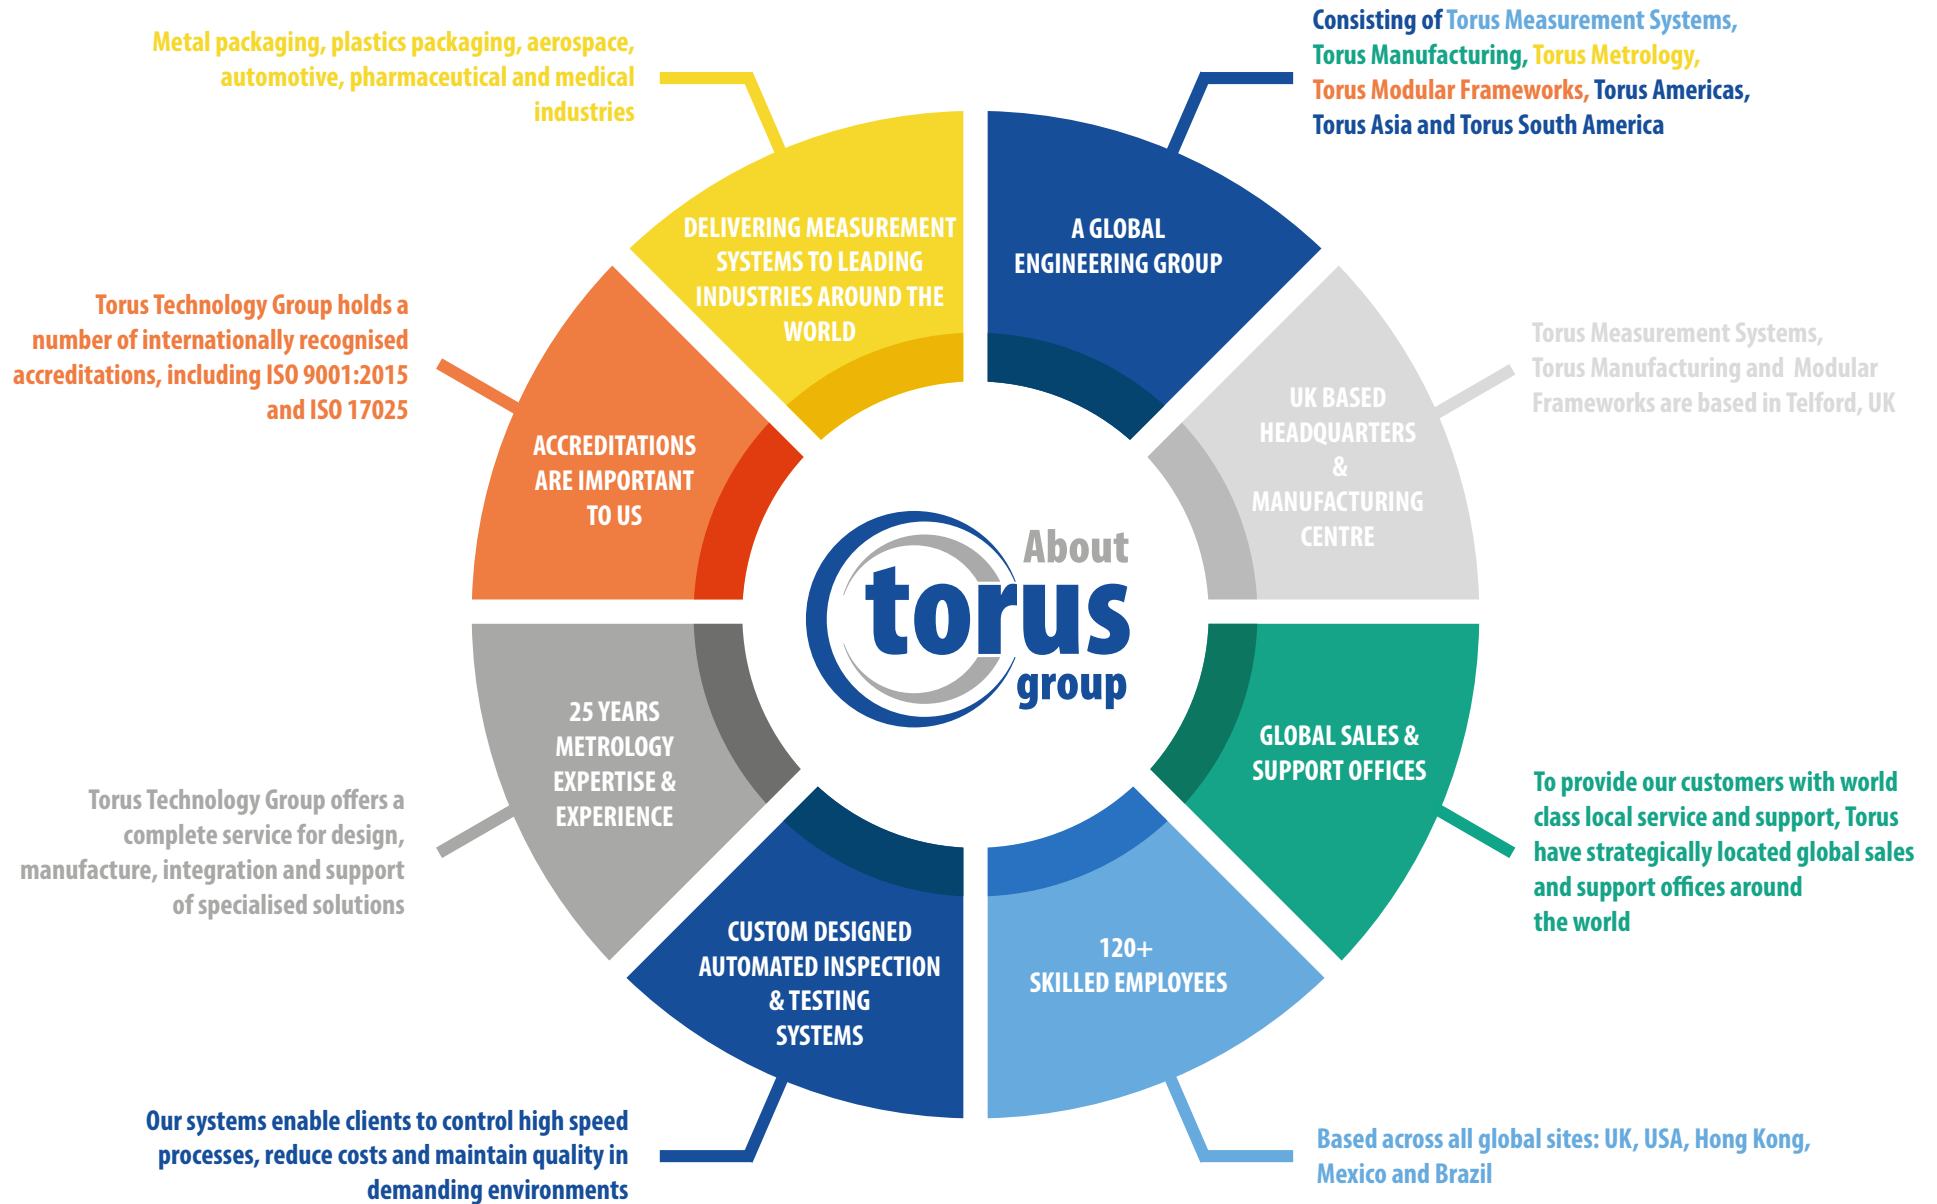 Metal packaging, plastics packaging, aerospace,
automotive, pharmaceutical and medical
industries
Consisting of Torus Measurement Systems,
Torus Manufacturing, Torus Metrology,
Torus Modular Frameworks, Torus Americas,
Torus Asia and Torus South America
DELIVERING MEASUREMENT
SYSTEMS TO LEADING
INDUSTRIES AROUND THE
WORLD
A GLOBAL
ENGINEERING GROUP
Torus Technology Group holds a
number of internationally recognised
accreditations, including ISO 9001:2015
and ISO 17025
ACCREDITATIONS
ARE IMPORTANT
TO US
UK BASED
HEADQUARTERS
&
MANUFACTURING
CENTRE
Torus Measurement Systems,
Torus Manufacturing and Modular
Frameworks are based in Telford, UK
About
torus
group
25 YEARS
METROLOGY
EXPERTISE &
EXPERIENCE
Torus Technology Group offers a
complete service for design,
manufacture, integration and support
of specialised solutions
GLOBAL SALES &
SUPPORT OFFICES
To provide our customers with world
class local service and support, Torus
have strategically located global sales
and support offices around
the world
CUSTOM DESIGNED
AUTOMATED INSPECTION
& TESTING
SYSTEMS
120+
SKILLED EMPLOYEES
Our systems enable clients to control high speed
processes, reduce costs and maintain quality in
demanding environments
Based across all global sites: UK, USA, Hong Kong,
Mexico and Brazil